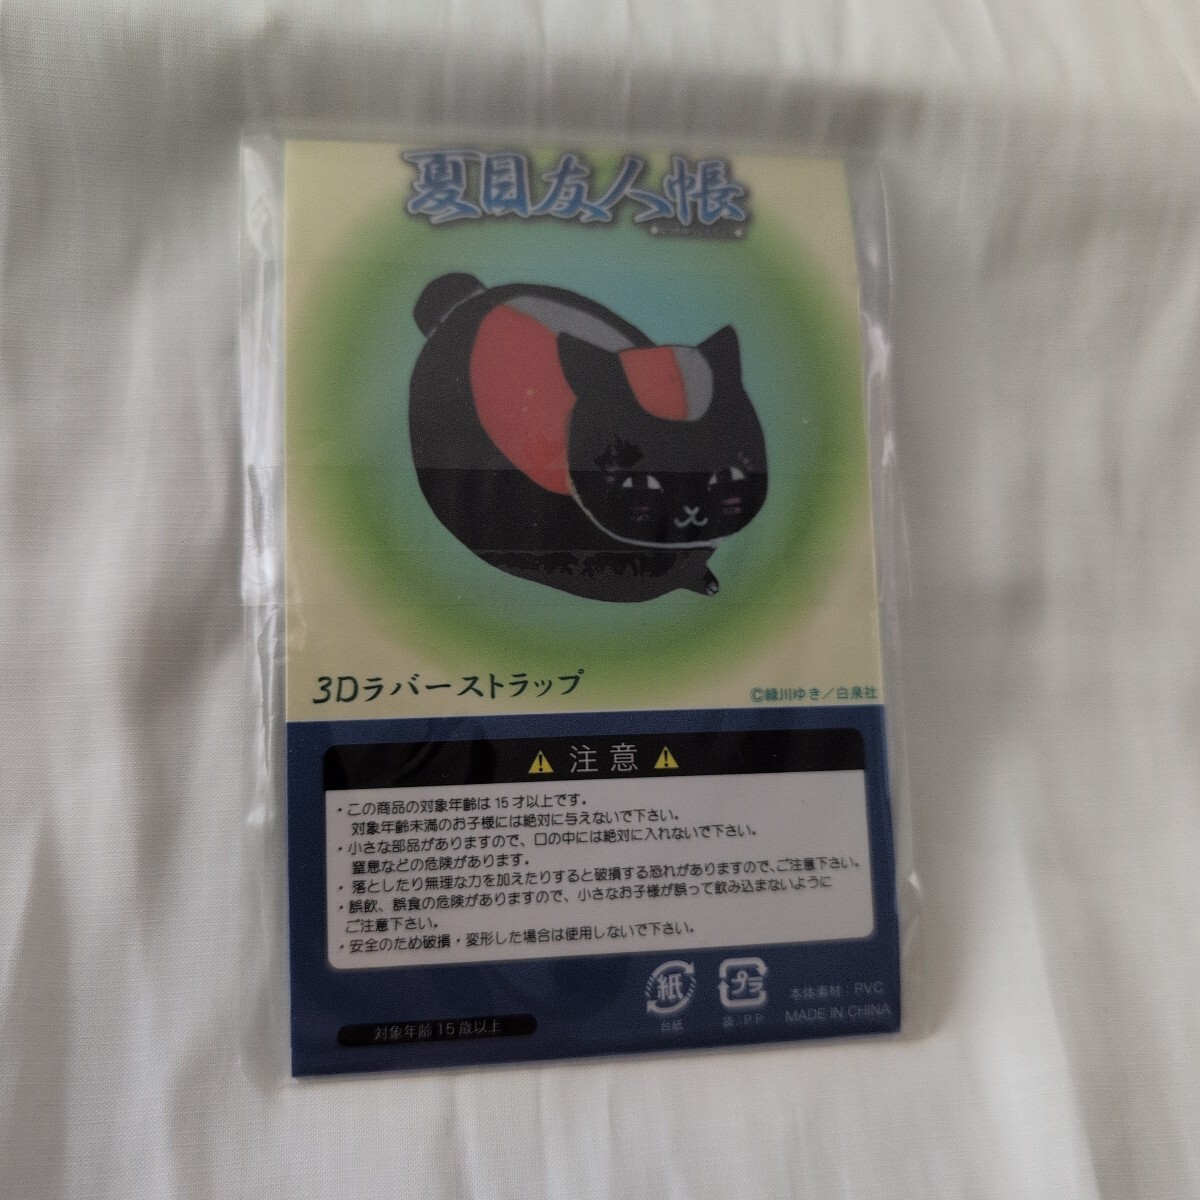 夏目友人帳
3Dラバーストラップ
©緑川ゆき／白泉社
注意
・この商品の対象年齢は15才以上です。
対象年齢未満のお子様には絶対に与えないで下さい。
・小さな部品がありますので、口の中には絶対に入れないで下さい。
窒息などの危険があります。
・落としたり無理な力を加えたりすると破損する恐れがありますので、ご注意下さい。
・誤飲、誤食の危険がありますので、小さなお子様が誤って飲み込まないように
ご注意下さい。
・安全のため破損・変形した場合は使用しないで下さい。
紙
台紙
プラ
袋：PP
本体素材：PVC
MADE IN CHINA
対象年齢15歳以上